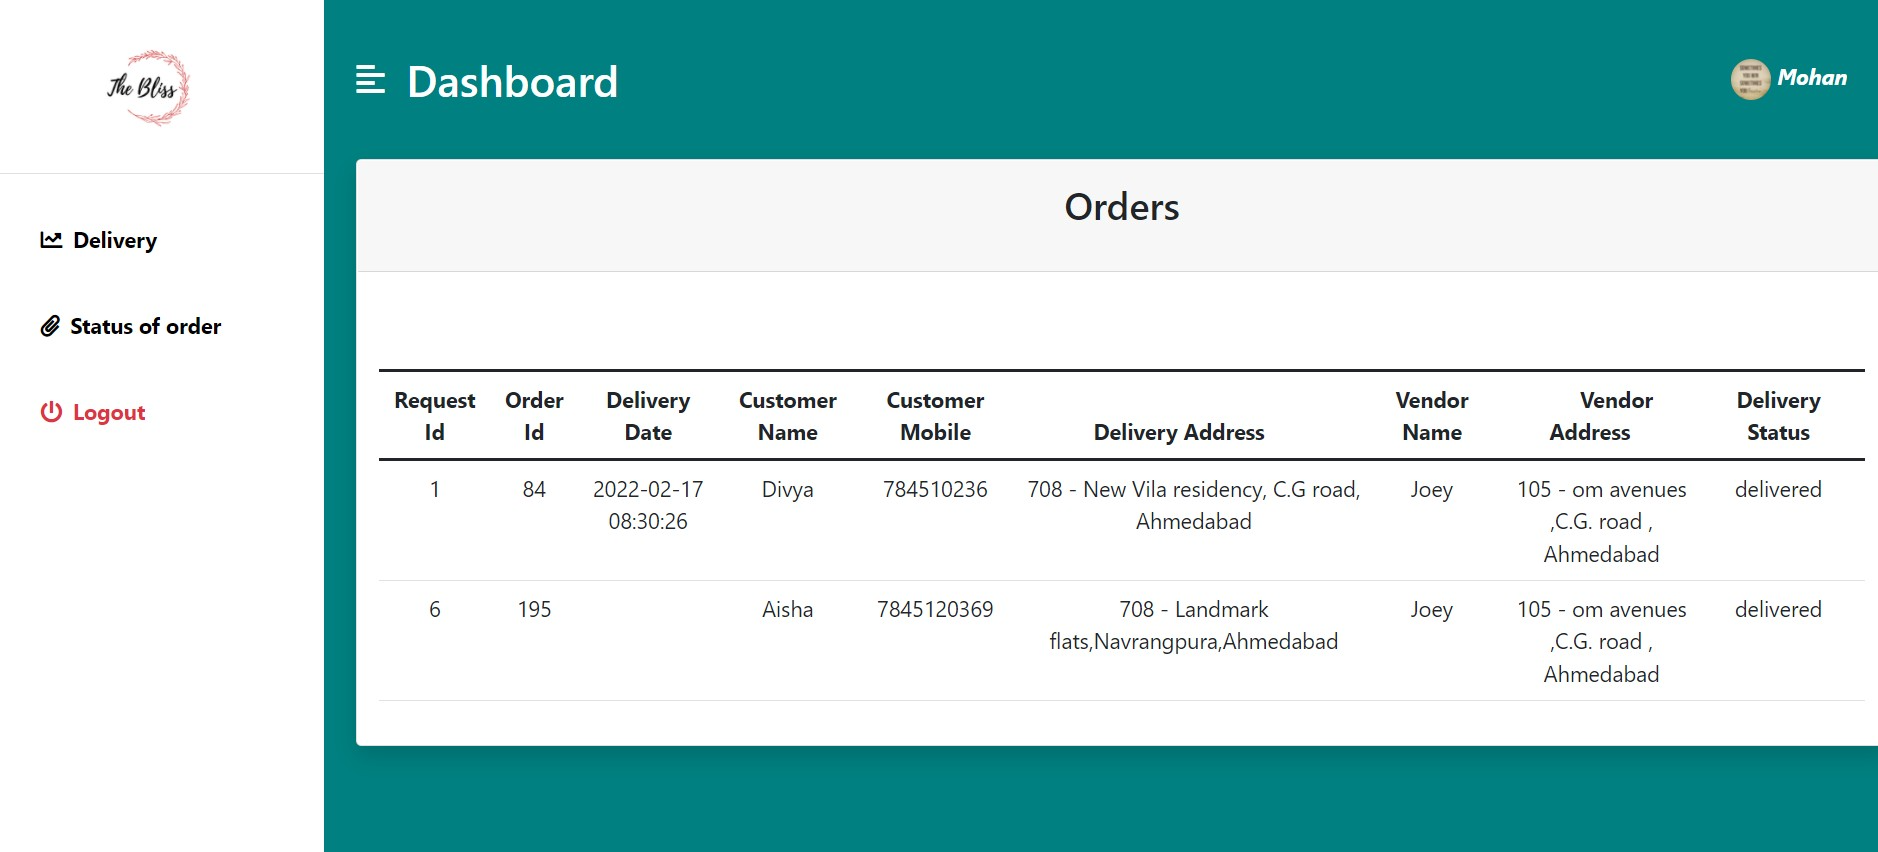 The Bliss
Delivery
Status of order
Logout
Dashboard
Mohan
Orders
Request Id Order Id Delivery Date Customer Name Customer Mobile Delivery Address Vendor Name Vendor Address Delivery Status
1 84 2022-02-17 08:30:26 Divya 784510236 708 - New Vila residency, C.G road, Ahmedabad Joey 105 - om avenues ,C.G. road , Ahmedabad delivered
6 195 Aisha 7845120369 708 - Landmark flats,Navrangpura,Ahmedabad Joey 105 - om avenues ,C.G. road , Ahmedabad delivered